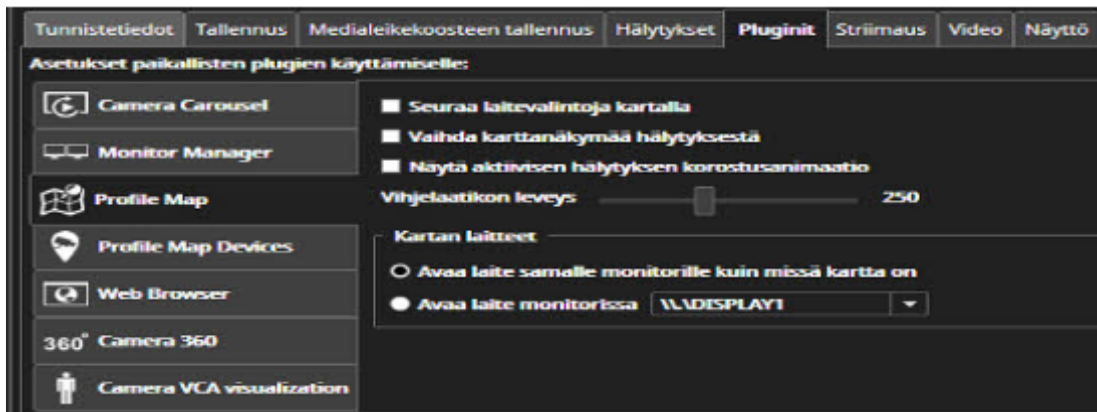 Tunnistetiedot Tallennus Medialeikekoosteen tallennus Hälytykset Pluginit Striimaus Video Näyttö
Asetukset paikallisten plugien käyttämiselle:
Camera Carousel
Monitor Manager
Profile Map
Profile Map Devices
Web Browser
360° Camera 360
Camera VCA visualization
Seuraa laitevalintoja kartalla
Vaihda karttanäkymää hälytyksestä
Näytä aktiivisen hälytyksen korostusanimaatio
Vihjelaatikon leveys 250
Kartan laitteet
Avaa laite samalle monitorille kuin missä kartta on
Avaa laite monitorissa \\.\DISPLAY1